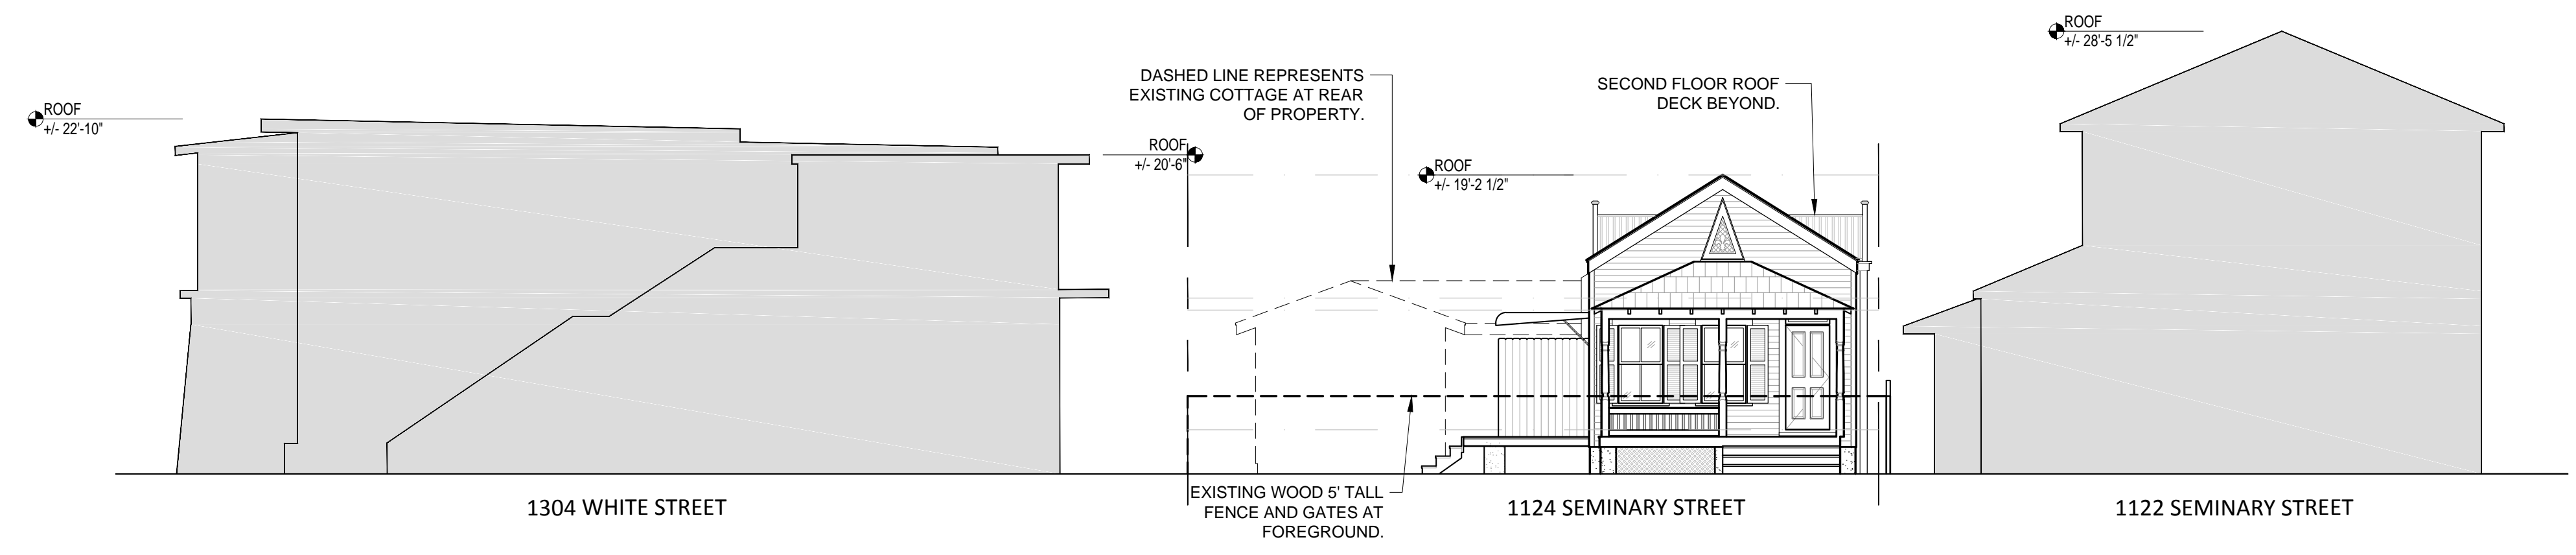 ROOF
+/- 22'-10"
DASHED LINE REPRESENTS
EXISTING COTTAGE AT REAR
OF PROPERTY.
ROOF
+/- 20'-6"
ROOF
+/- 19'-2 1/2"
SECOND FLOOR ROOF
DECK BEYOND.
ROOF
+/- 28'-5 1/2"
EXISTING WOOD 5' TALL
FENCE AND GATES AT
FOREGROUND.
1304 WHITE STREET
1124 SEMINARY STREET
1122 SEMINARY STREET